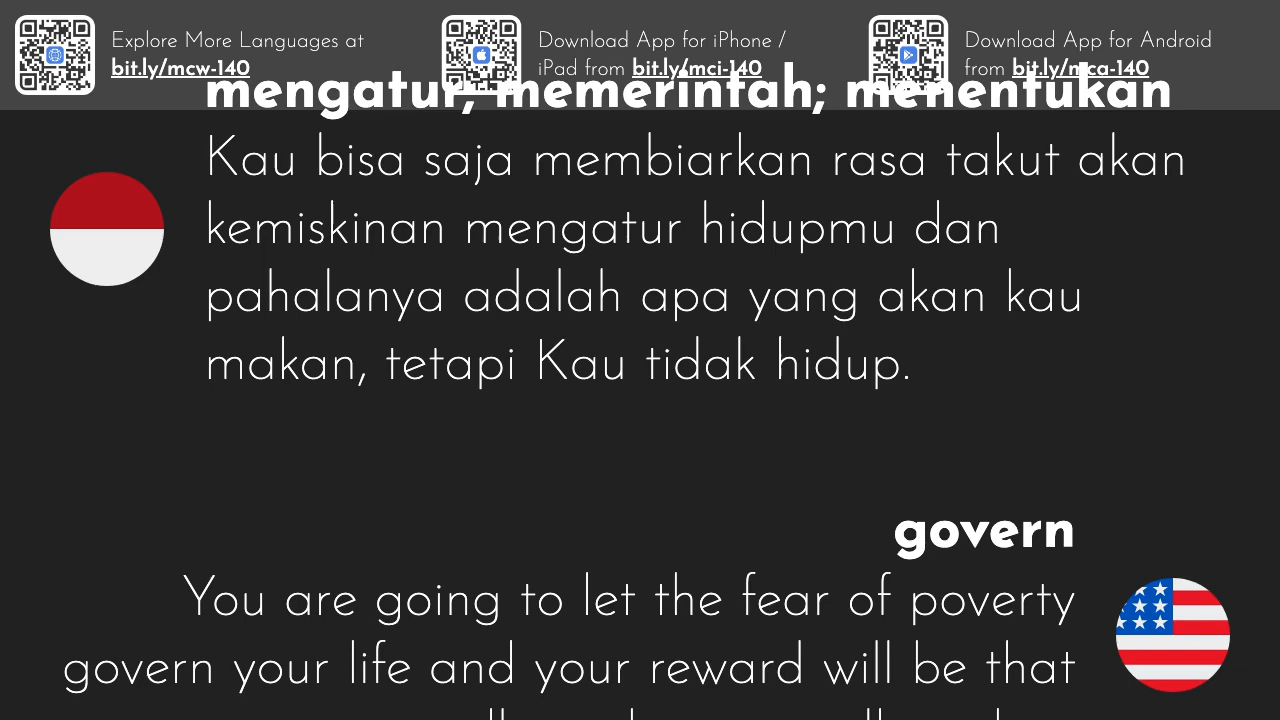 Explore More Languages at
bit.ly/mcw-140
Download App for iPhone /
iPad from bit.ly/mci-140
Download App for Android
from bit.ly/mca-140
mengatur, memerintah; menentukan
Kau bisa saja membiarkan rasa takut akan
kemiskinan mengatur hidupmu dan
pahalanya adalah apa yang akan kau
makan, tetapi Kau tidak hidup.
govern
You are going to let the fear of poverty
govern your life and your reward will be that